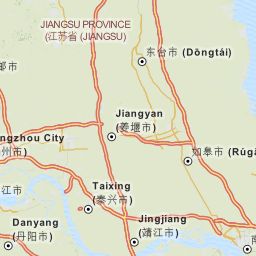 JIANGSU PROVINCE
(江苏省 (JIANGSU)
东台市 (Dōngtái)
邮市
Jiangyan
(姜堰市)
ngzhou City
州市)
如皋市 (Rúgā
Taixing
(泰兴市)
江市
Jingjiang
(靖江市)
Danyang
(丹阳市)